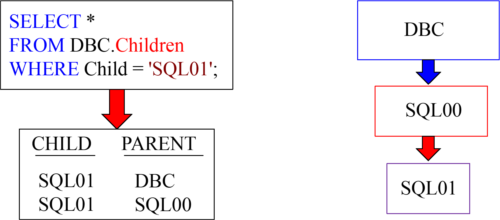 SELECT *
FROM DBC.Children
WHERE Child = 'SQL01';
CHILD PARENT
SQL01 DBC
SQL01 SQL00
DBC
SQL00
SQL01